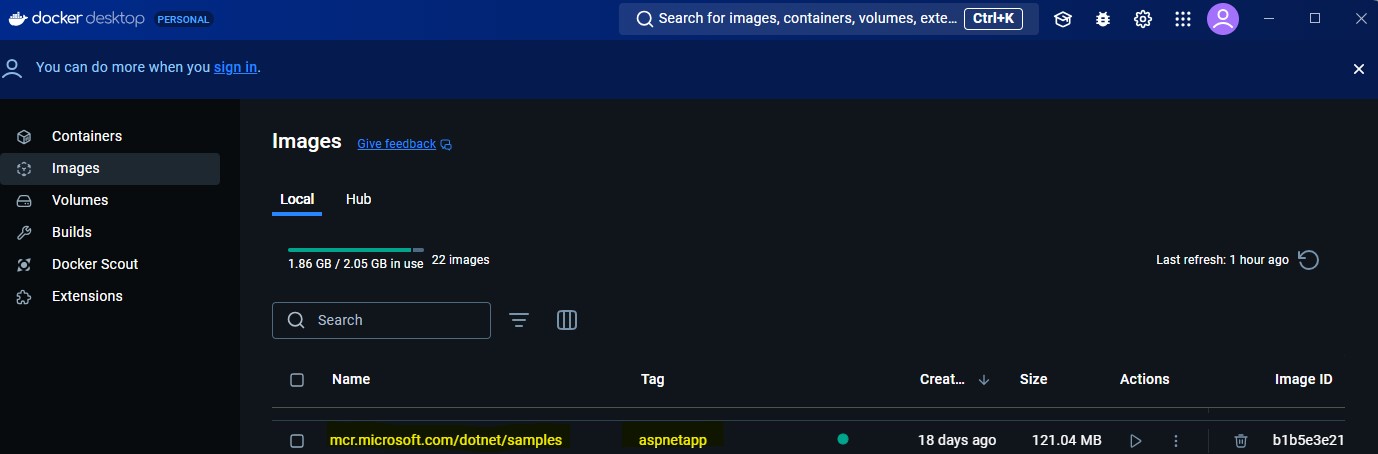 docker desktop PERSONAL
Search for images, containers, volumes, exte... Ctrl+K
You can do more when you sign in.
Containers
Images
Volumes
Builds
Docker Scout
Extensions
Images Give feedback
Local Hub
1.86 GB / 2.05 GB in use 22 images
Last refresh: 1 hour ago
Search
Name Tag Creat... Size Actions Image ID
mcr.microsoft.com/dotnet/samples aspnetapp 18 days ago 121.04 MB b1b5e3e21